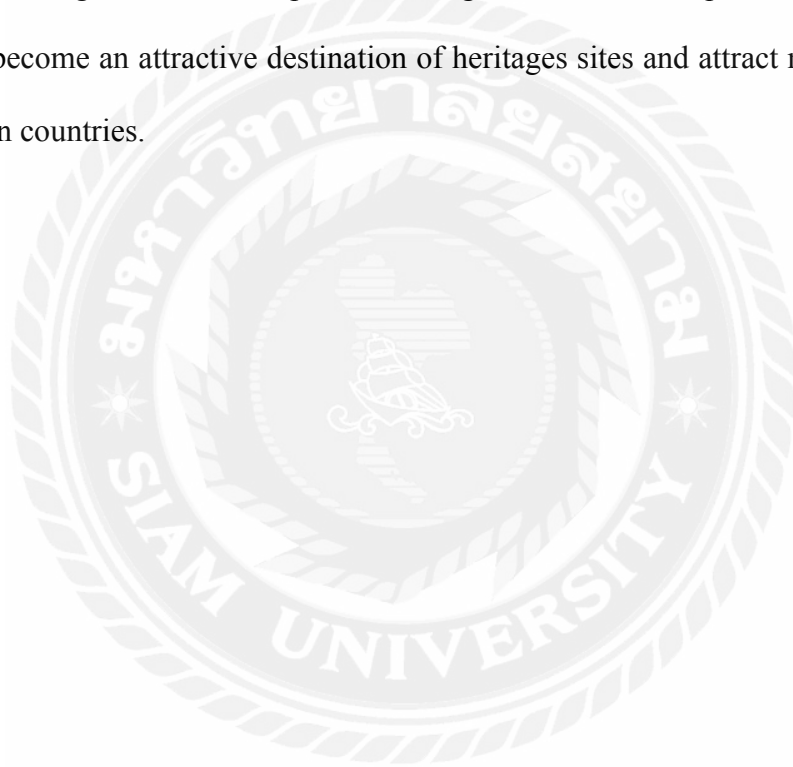 become an attractive destination of heritages sites and attract
n countries.
มหาวิทยาลัยสยาม
SIAM UNIVERSITY